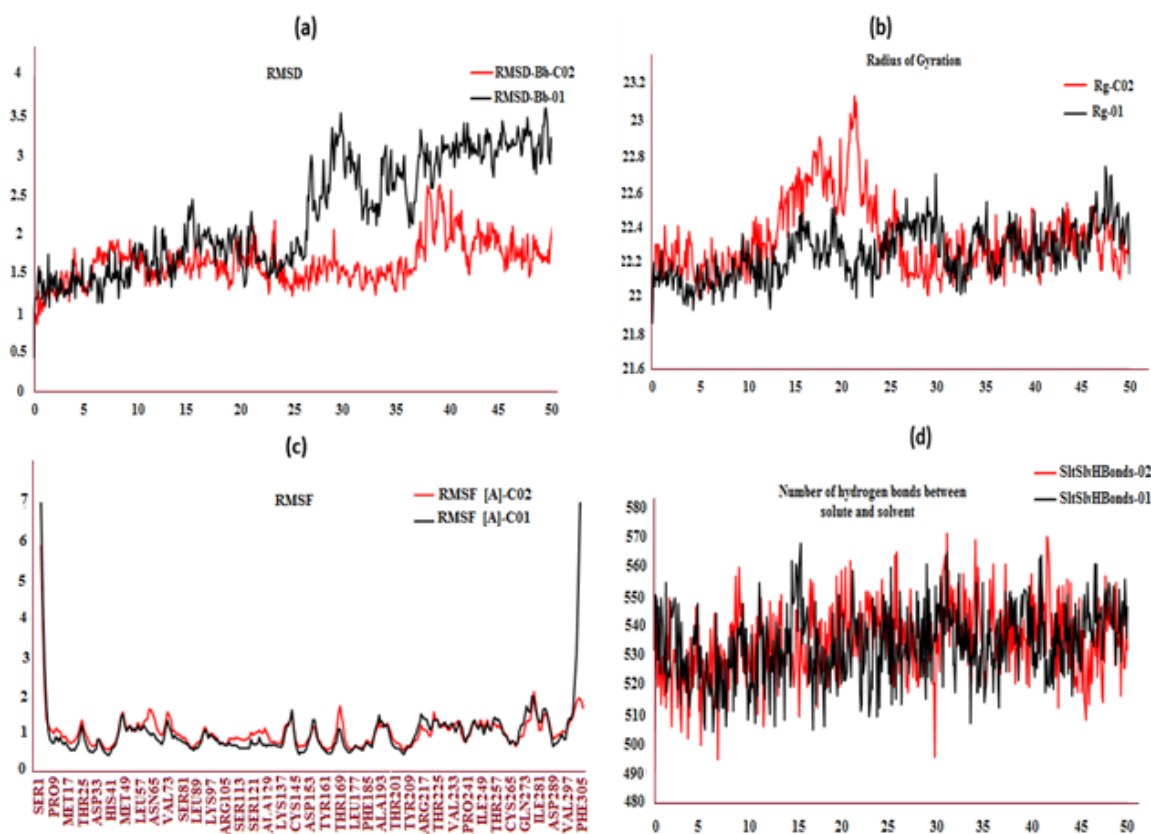 (a)
RMSD
RMSD-Bb-C02
RMSD-Bb-01
4
3.5
3
2.5
2
1.5
1
0.5
0
0 5 10 15 20 25 30 35 40 45 50
(b)
Radius of Gyration
Rg-C02
Rg-01
23.2
23
22.8
22.6
22.4
22.2
22
21.8
21.6
0 5 10 15 20 25 30 35 40 45 50
(c)
RMSF
RMSF [A]-C02
RMSF [A]-C01
7
6
5
4
3
2
1
0
SER1 PRO9 MET17 THR25 ASP33 HIS41 MET49 LEU57 ASN65 VAL73 SER81 LEU89 LYS97 ARG105 SER113 SER121 ALA129 LYS137 CYS145 ASP153 TYR161 THR169 LEU177 PHE185 ALA193 THR201 TYR209 ARG217 THR225 VAL233 PRO241 ILE249 THR257 CYS265 GLN273 ILE281 ASP289 VAL297 PHE305
(d)
Number of hydrogen bonds between
solute and solvent
SltSlvHBonds-02
SltSlvHBonds-01
580
570
560
550
540
530
520
510
500
495
480
0 5 10 15 20 25 30 35 40 45 50